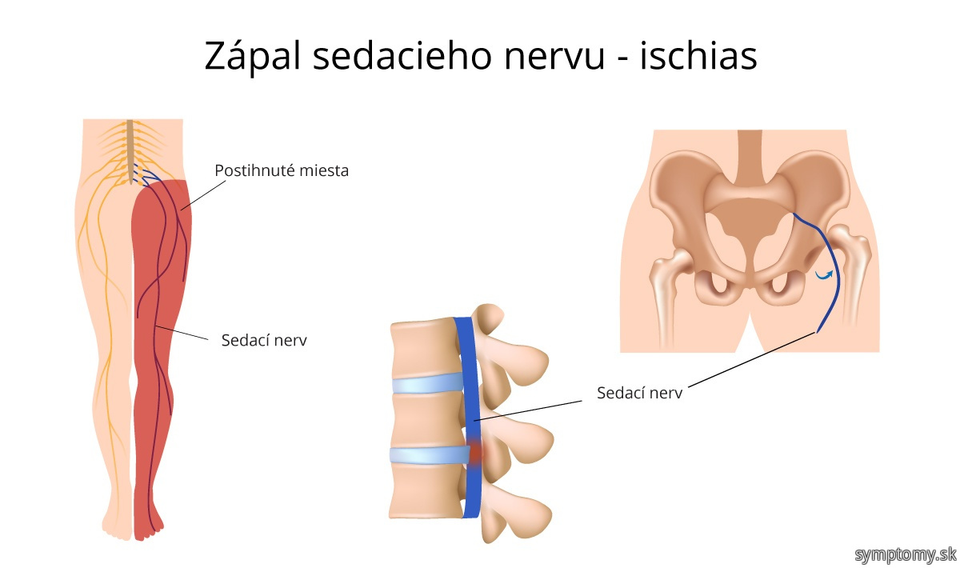 Zápal sedacieho nervu - ischias
Postihnuté miesta
Sedací nerv
Sedací nerv
symptomy.sk